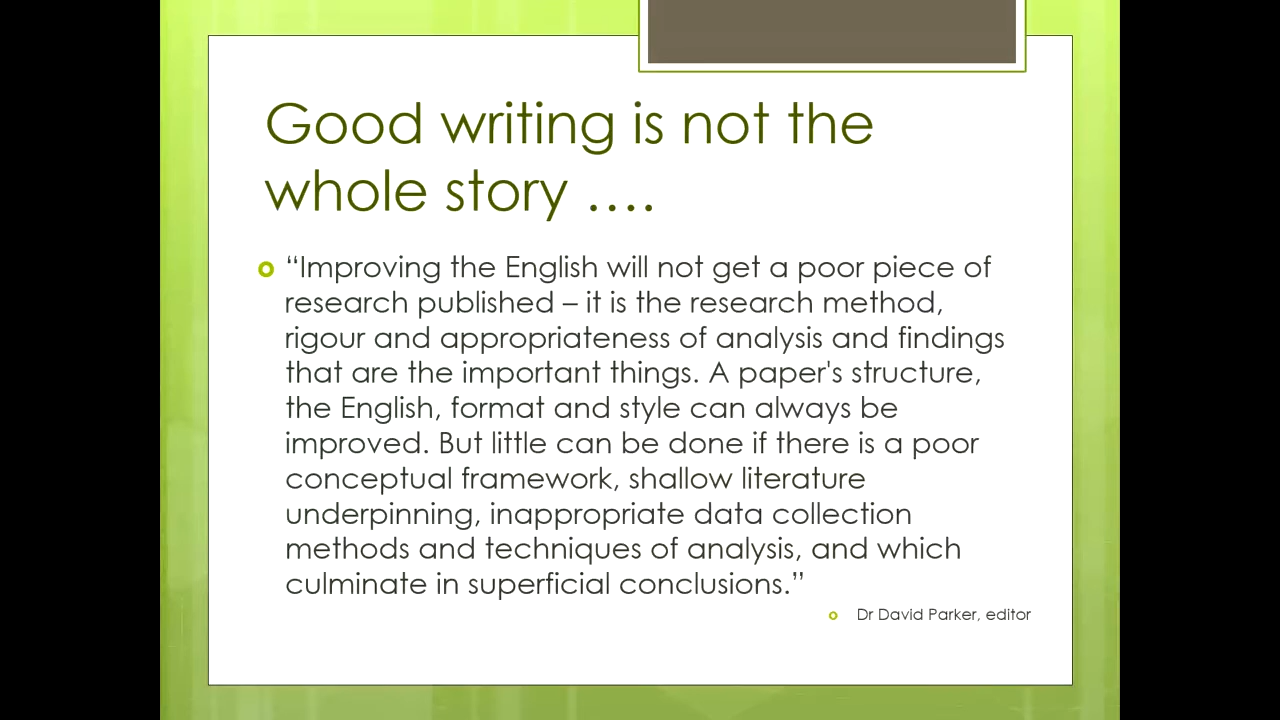 Good writing is not the
whole story ….
“Improving the English will not get a poor piece of
research published – it is the research method,
rigour and appropriateness of analysis and findings
that are the important things. A paper's structure,
the English, format and style can always be
improved. But little can be done if there is a poor
conceptual framework, shallow literature
underpinning, inappropriate data collection
methods and techniques of analysis, and which
culminate in superficial conclusions.”
Dr David Parker, editor